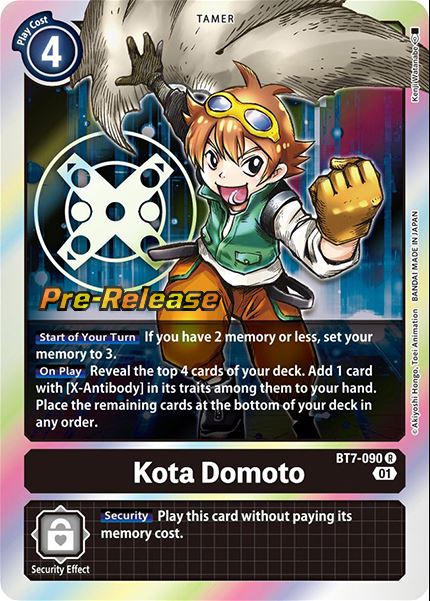 TAMER
Play Cost
4
Kenji Watanabe
Pre-Release
Start of Your Turn If you have 2 memory or less, set your
memory to 3.
On Play Reveal the top 4 cards of your deck. Add 1 card
with [X-Antibody] in its traits among them to your hand.
Place the remaining cards at the bottom of your deck in
any order.
©Akiyoshi Hongo, Toei Animation BANDAI MADE IN JAPAN
BT7-090 R
Kota Domoto
01
Security Play this card without paying its
memory cost.
Security Effect